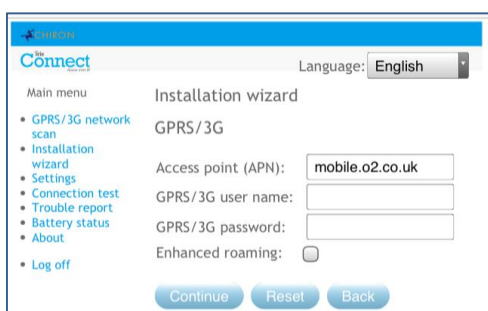 CHIRON
Site
Connect
Language: English
Main menu
GPRS/3G network
scan
Installation
wizard
Settings
Connection test
Trouble report
Battery status
About
Log off
Installation wizard
GPRS/3G
Access point (APN): mobile.o2.co.uk
GPRS/3G user name:
GPRS/3G password:
Enhanced roaming:
Continue Reset Back